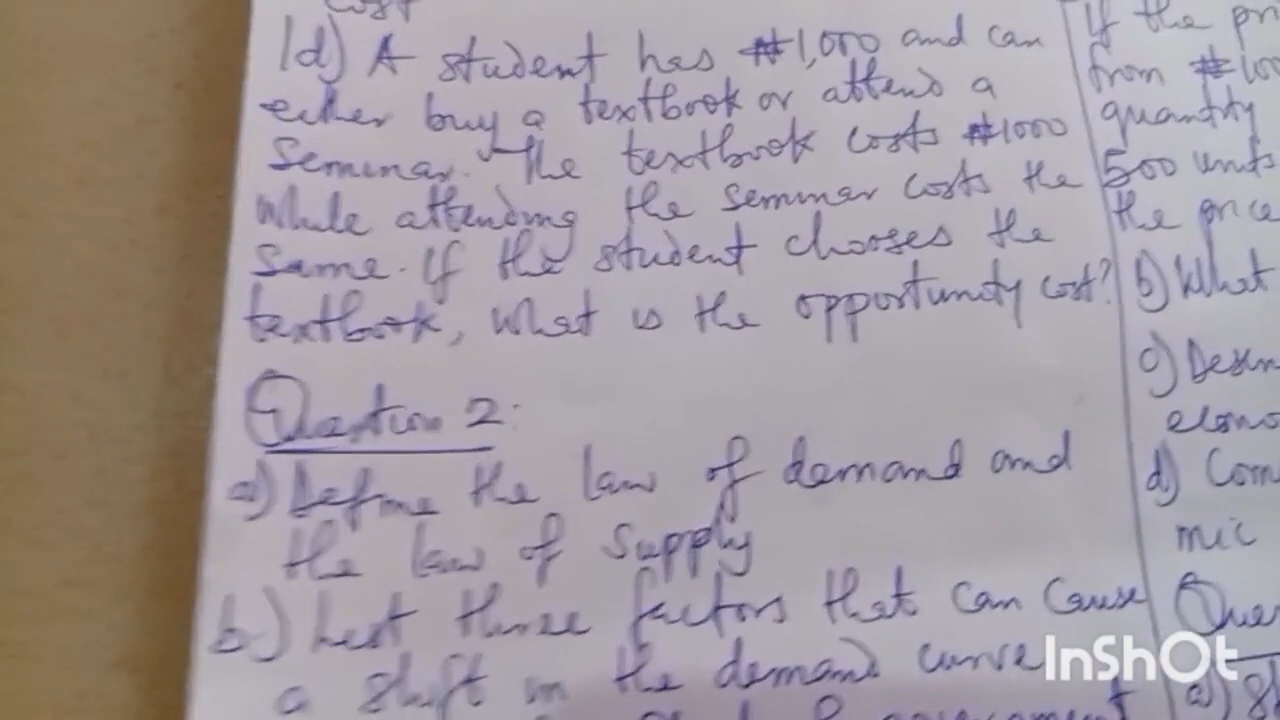 cost
1d) A student has ₦1,000 and can
either buy a textbook or attend a
Seminar. The textbook costs ₦1000
while attending the seminar costs the
Same. If the student chooses the
textbook, what is the opportunity cost?
Question 2:
a) Define the law of demand and
the law of supply
b) List three factors that can cause
a shift in the demand curve
If the
from ₦100
quantity
500 units
the price
b) What
c)
d)
mic
a)
InShOt